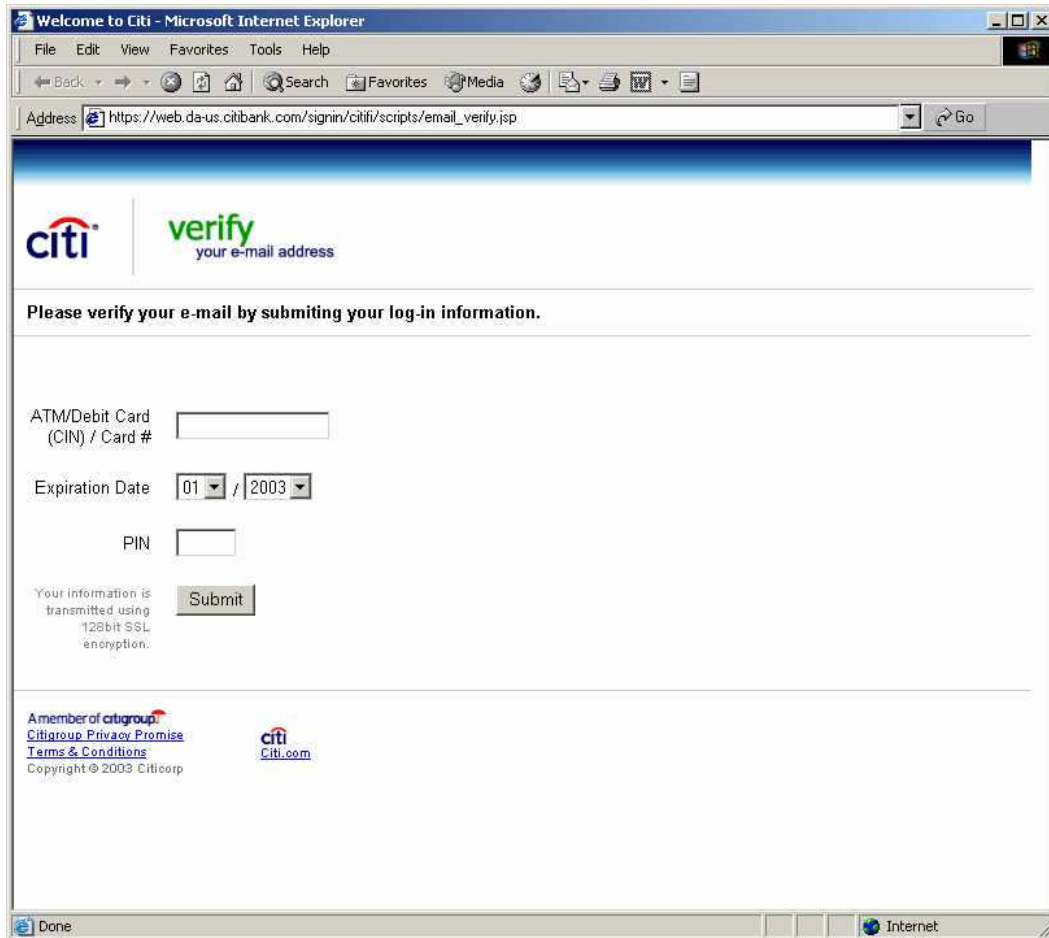 Welcome to Citi - Microsoft Internet Explorer
File Edit View Favorites Tools Help
Back Search Favorites Media
Address https://web.da-us.citibank.com/signin/citifi/scripts/email_verify.jsp Go
citi
verify
your e-mail address
Please verify your e-mail by submiting your log-in information.
ATM/Debit Card
(CIN) / Card #
Expiration Date 01 / 2003
PIN
Your information is
transmitted using
128bit SSL
encryption.
Submit
A member of citigroup
Citigroup Privacy Promise
Terms & Conditions
Copyright © 2003 Citicorp
citi
Citi.com
Done Internet